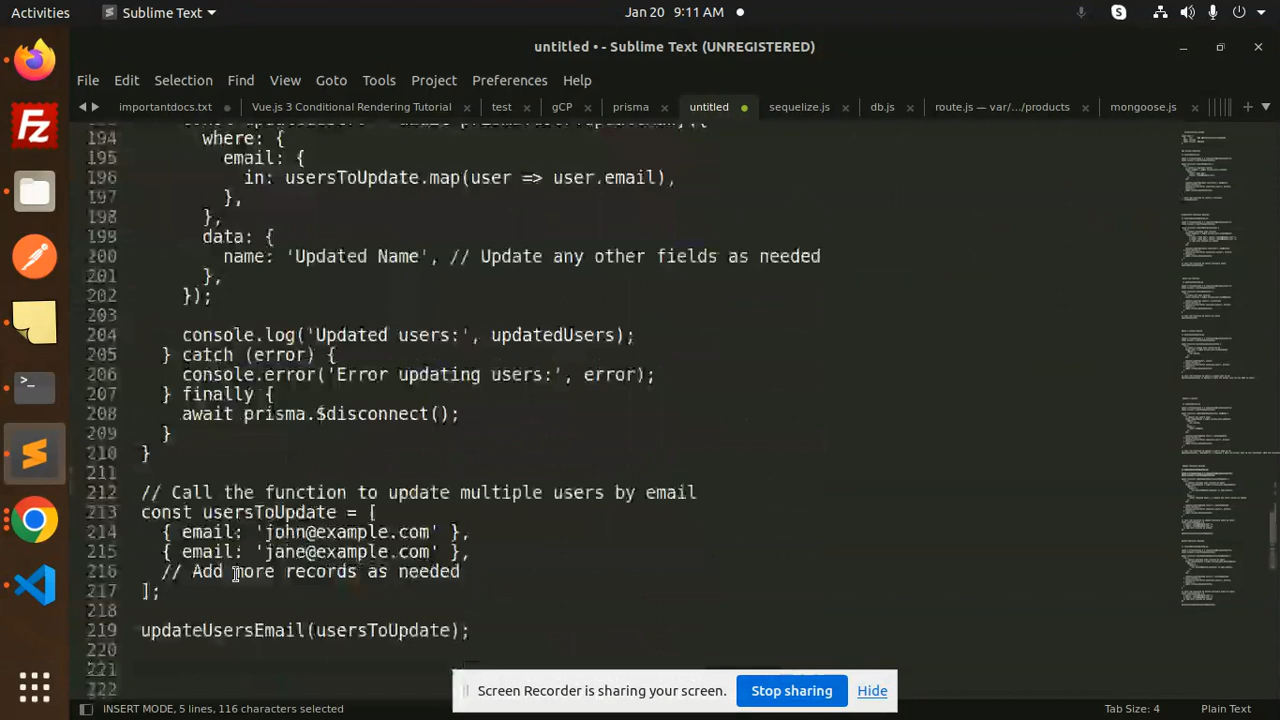 Activities
Sublime Text
Jan 20 9:11 AM
untitled • - Sublime Text (UNREGISTERED)
File Edit Selection Find View Goto Tools Project Preferences Help
importantdocs.txt Vue.js 3 Conditional Rendering Tutorial test gCP prisma untitled sequelize.js db.js route.js — var/…/products mongoose.js
194 where: {
195 email: {
196 in: usersToUpdate.map(user => user.email),
197 },
198 },
199 data: {
200 name: 'Updated Name', // Update any other fields as needed
201 },
202 });
203
204 console.log('Updated users:', updatedUsers);
205 } catch (error) {
206 console.error('Error updating users:', error);
207 } finally {
208 await prisma.$disconnect();
209 }
210 }
211
212 // Call the function to update multiple users by email
213 const usersToUpdate = [
214 { email: 'john@example.com' },
215 { email: 'jane@example.com' },
216 // Add more records as needed
217 ];
218
219 updateUsersEmail(usersToUpdate);
220
221
222
Screen Recorder is sharing your screen.
Stop sharing
Hide
INSERT MODE, 5 lines, 116 characters selected
Tab Size: 4
Plain Text